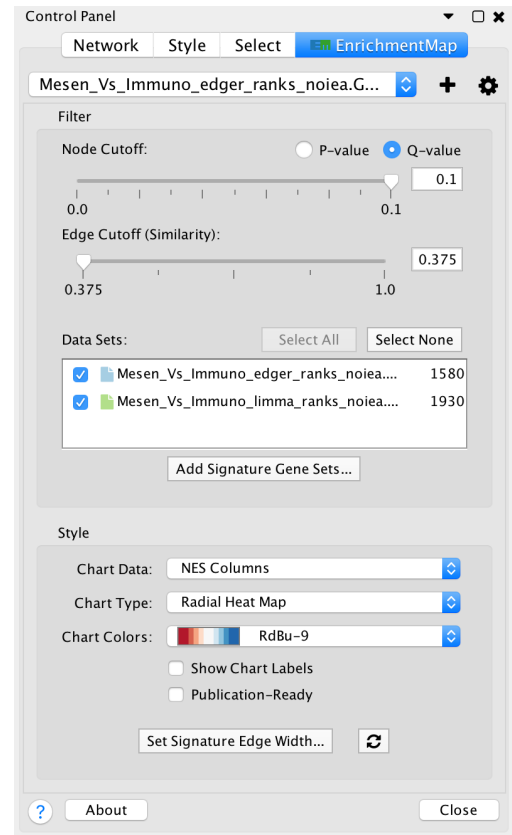 Control Panel
Network Style Select EnrichmentMap
Mesen_Vs_Immuno_edger_ranks_noiea.G...
Filter
Node Cutoff: P-value Q-value
0.1
0.0 0.1
Edge Cutoff (Similarity):
0.375
0.375 1.0
Data Sets: Select All Select None
Mesen_Vs_Immuno_edger_ranks_noiea.... 1580
Mesen_Vs_Immuno_limma_ranks_noiea.... 1930
Add Signature Gene Sets...
Style
Chart Data: NES Columns
Chart Type: Radial Heat Map
Chart Colors: RdBu-9
Show Chart Labels
Publication-Ready
Set Signature Edge Width...
? About Close